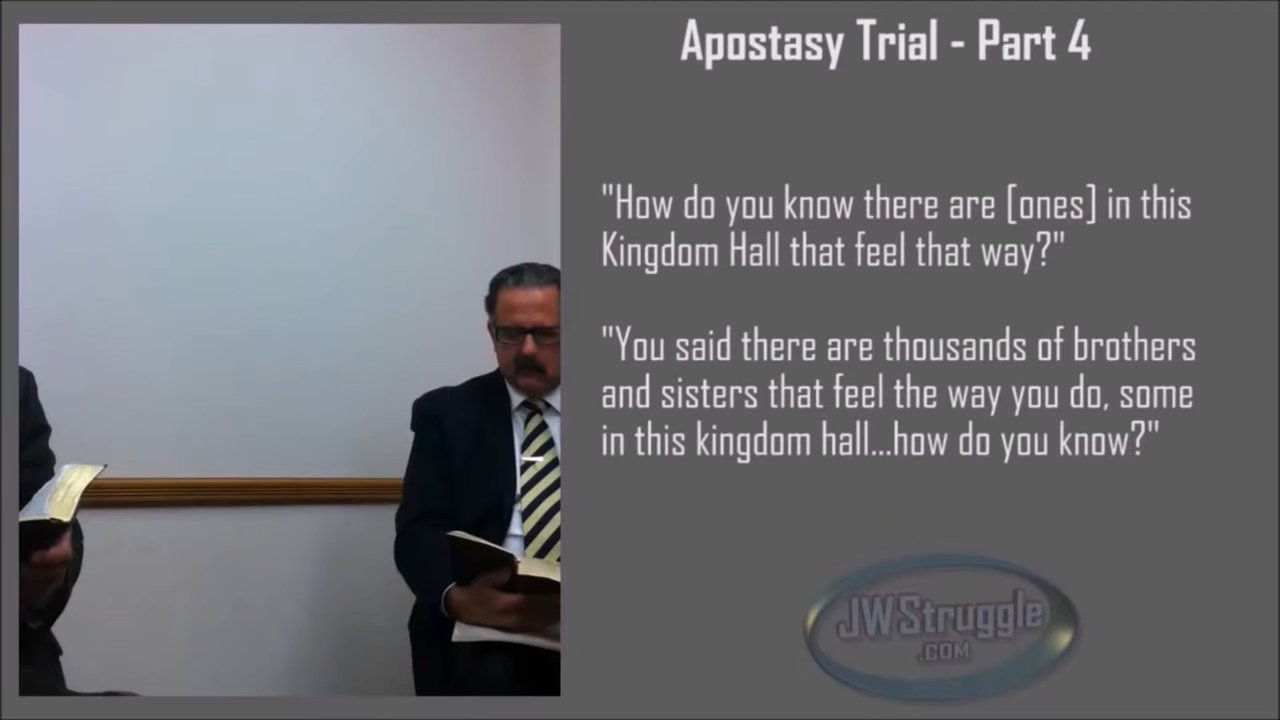 Apostasy Trial - Part 4
"How do you know there are [ones] in this
Kingdom Hall that feel that way?"
"You said there are thousands of brothers
and sisters that feel the way you do, some
in this kingdom hall...how do you know?"
JWStruggle
.COM